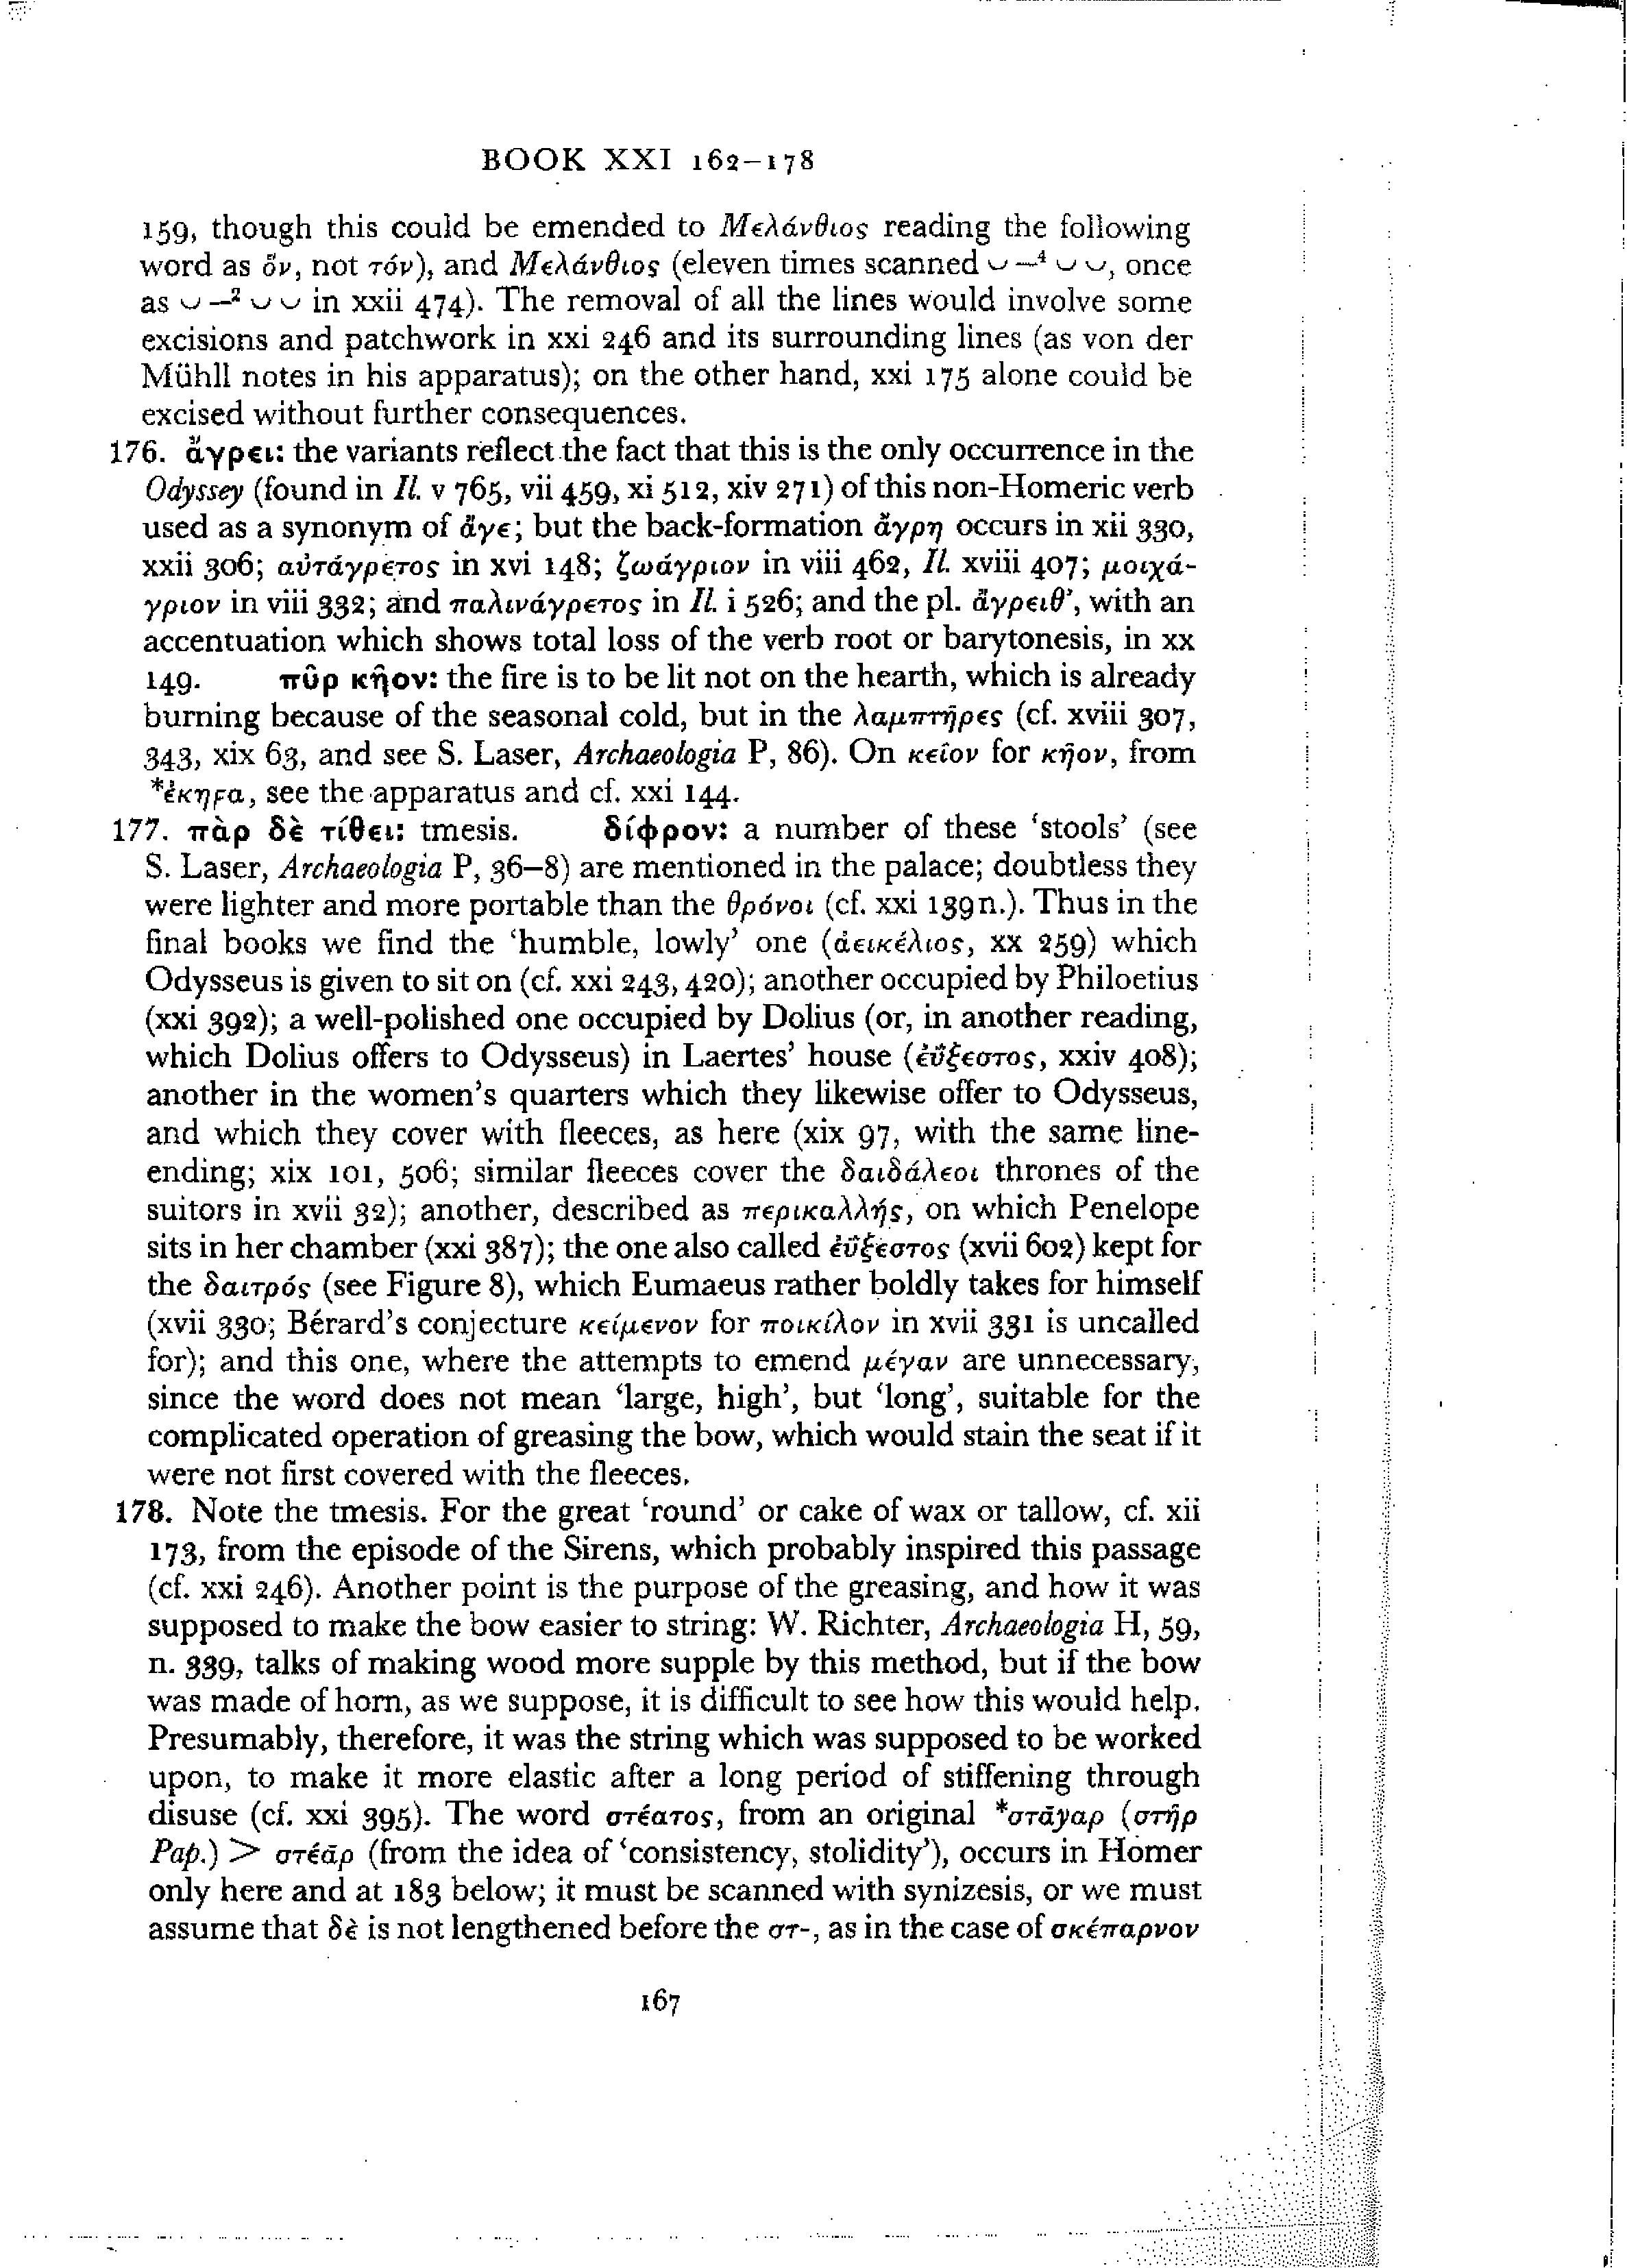 BOOK XXI 162–178
159, though this could be emended to Μελάνθιος reading the following
word as ὅν, not τόν), and Μελάνθιος (eleven times scanned ⏑ –⁴ ⏑ ⏑, once
as ⏑ –² ⏑ ⏑ in xxii 474). The removal of all the lines would involve some
excisions and patchwork in xxi 246 and its surrounding lines (as von der
Mühll notes in his apparatus); on the other hand, xxi 175 alone could be
excised without further consequences.
176. ἄγρει: the variants reflect the fact that this is the only occurrence in the
Odyssey (found in Il. v 765, vii 459, xi 512, xiv 271) of this non-Homeric verb
used as a synonym of ἄγε; but the back-formation ἄγρη occurs in xii 330,
xxii 306; αὐτάγρετος in xvi 148; ζωάγριον in viii 462, Il. xviii 407; μοιχά-
γριον in viii 332; and παλινάγρετος in Il. i 526; and the pl. ἄγρειθ’, with an
accentuation which shows total loss of the verb root or barytonesis, in xx
149. πῦρ κῆον: the fire is to be lit not on the hearth, which is already
burning because of the seasonal cold, but in the λαμπτῆρες (cf. xviii 307,
343, xix 63, and see S. Laser, Archaeologia P, 86). On κεῖον for κῆον, from
*ἐκηϝα, see the apparatus and cf. xxi 144.
177. πὰρ δὲ τίθει: tmesis. δίφρον: a number of these ‘stools’ (see
S. Laser, Archaeologia P, 36–8) are mentioned in the palace; doubtless they
were lighter and more portable than the θρόνοι (cf. xxi 139 n.). Thus in the
final books we find the ‘humble, lowly’ one (ἀεικέλιος, xx 259) which
Odysseus is given to sit on (cf. xxi 243, 420); another occupied by Philoetius
(xxi 392); a well-polished one occupied by Dolius (or, in another reading,
which Dolius offers to Odysseus) in Laertes’ house (ἐΰξεστος, xxiv 408);
another in the women’s quarters which they likewise offer to Odysseus,
and which they cover with fleeces, as here (xix 97, with the same line-
ending; xix 101, 506; similar fleeces cover the δαιδάλεοι thrones of the
suitors in xvii 32); another, described as περικαλλής, on which Penelope
sits in her chamber (xxi 387); the one also called ἐΰξεστος (xvii 602) kept for
the δαιτρός (see Figure 8), which Eumaeus rather boldly takes for himself
(xvii 330; Bérard’s conjecture κείμενον for ποικίλον in xvii 331 is uncalled
for); and this one, where the attempts to emend μέγαν are unnecessary,
since the word does not mean ‘large, high’, but ‘long’, suitable for the
complicated operation of greasing the bow, which would stain the seat if it
were not first covered with the fleeces.
178. Note the tmesis. For the great ‘round’ or cake of wax or tallow, cf. xii
173, from the episode of the Sirens, which probably inspired this passage
(cf. xxi 246). Another point is the purpose of the greasing, and how it was
supposed to make the bow easier to string: W. Richter, Archaeologia H, 59,
n. 339, talks of making wood more supple by this method, but if the bow
was made of horn, as we suppose, it is difficult to see how this would help.
Presumably, therefore, it was the string which was supposed to be worked
upon, to make it more elastic after a long period of stiffening through
disuse (cf. xxi 395). The word στέατος, from an original *στᾱyαρ (στῆρ
Pap.) > στέᾱρ (from the idea of ‘consistency, stolidity’), occurs in Homer
only here and at 183 below; it must be scanned with synizesis, or we must
assume that δὲ is not lengthened before the στ-, as in the case of σκέπαρνον
167